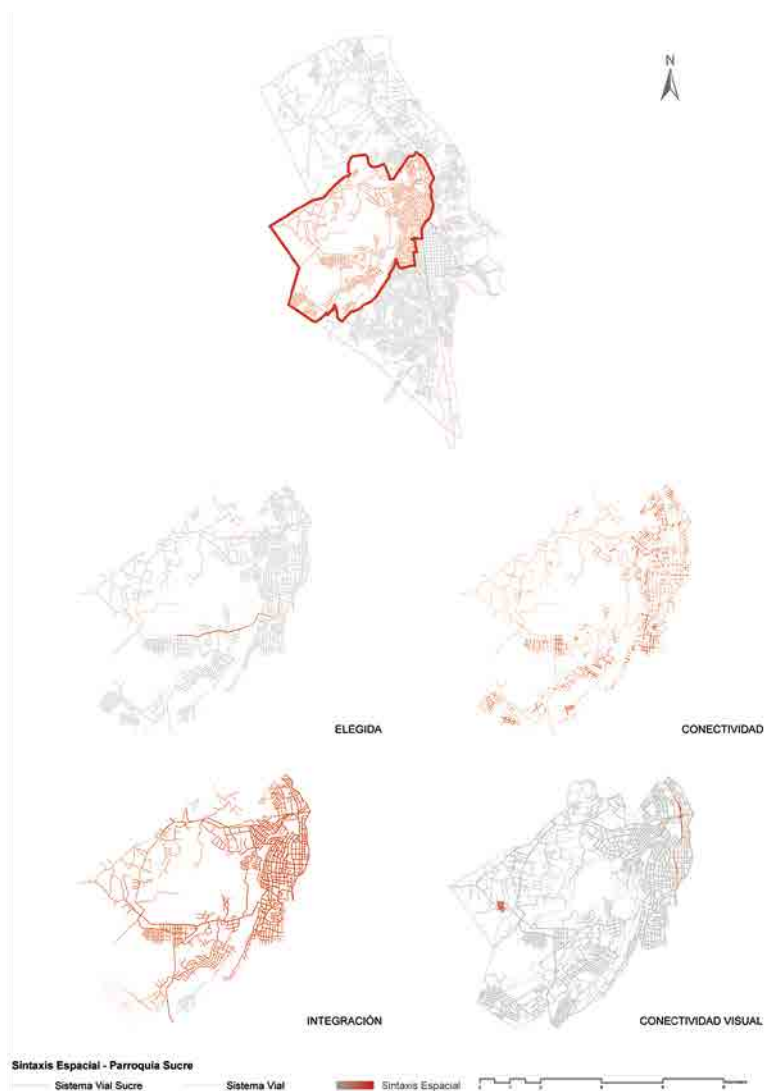 N
ELEGIDA
CONECTIVIDAD
INTEGRACIÓN
CONECTIVIDAD VISUAL
Sintaxis Espacial - Parroquia Sucre
Sistema Vial Sucre Sistema Vial Sintaxis Espacial